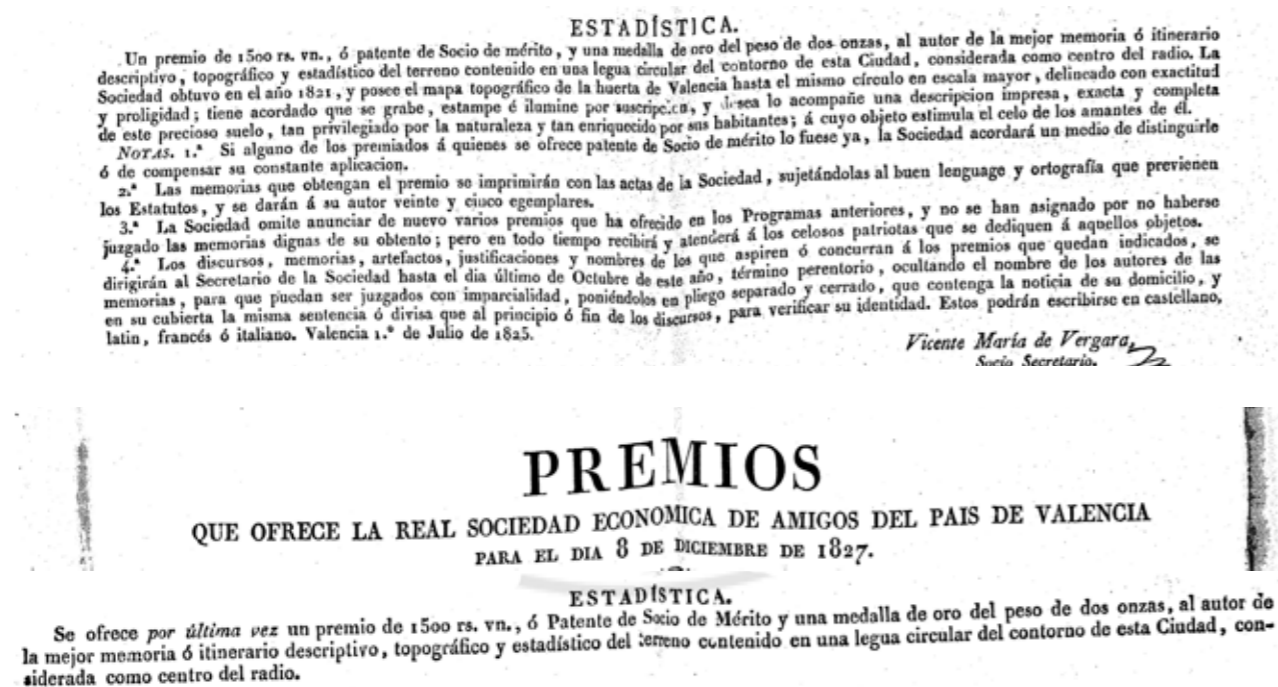 ESTADÍSTICA.
Un premio de 1500 rs. vn., ó patente de Socio de mérito, y una medalla de oro del peso de dos onzas, al autor de la mejor memoria ó itinerario
descriptivo, topográfico y estadístico del terreno contenido en una legua circular del contorno de esta Ciudad, considerada como centro del radio. La
Sociedad obtuvo en el año 1821, y posee el mapa topográfico de la huerta de Valencia hasta el mismo círculo en escala mayor, delineado con exactitud
y proligidad; tiene acordado que se grabe, estampe é ilumine por suscripcion, y desea lo acompañe una descripcion impresa, exacta y completa
de este precioso suelo, tan privilegiado por la naturaleza y tan enriquecido por sus habitantes; á cuyo objeto estimula el celo de los amantes de él.
NOTAS. 1.ª Si alguno de los premiados á quienes se ofrece patente de Socio de mérito lo fuese ya, la Sociedad acordará un medio de distinguirle
ó de compensar su constante aplicacion.
2.ª Las memorias que obtengan el premio se imprimirán con las actas de la Sociedad, sujetándolas al buen lenguage y ortografía que previenen
los Estatutos, y se darán á su autor veinte y cinco egemplares.
3.ª La Sociedad omite anunciar de nuevo varios premios que ha ofrecido en los Programas anteriores, y no se han asignado por no haberse
juzgado las memorias dignas de su obtento; pero en todo tiempo recibirá y atenderá á los celosos patriotas que se dediquen á aquellos objetos.
4.ª Los discursos, memorias, artefactos, justificaciones y nombres de los que aspiren ó concurran á los premios que quedan indicados, se
dirigirán al Secretario de la Sociedad hasta el dia último de Octubre de este año, término perentorio, ocultando el nombre de los autores de las
memorias, para que puedan ser juzgados con imparcialidad, poniéndolos en pliego separado y cerrado, que contenga la noticia de su domicilio, y
en su cubierta la misma sentencia ó divisa que al principio ó fin de los discursos, para verificar su identidad. Estos podrán escribirse en castellano,
latin, francés ó italiano. Valencia 1.º de Julio de 1825.
Vicente María de Vergara,
Socio Secretario.
PREMIOS
QUE OFRECE LA REAL SOCIEDAD ECONOMICA DE AMIGOS DEL PAIS DE VALENCIA
PARA EL DIA 8 DE DICIEMBRE DE 1827.
ESTADÍSTICA.
Se ofrece por última vez un premio de 1500 rs. vn., ó Patente de Socio de Mérito y una medalla de oro del peso de dos onzas, al autor de
la mejor memoria ó itinerario descriptivo, topográfico y estadístico del terreno contenido en una legua circular del contorno de esta Ciudad, con-
siderada como centro del radio.